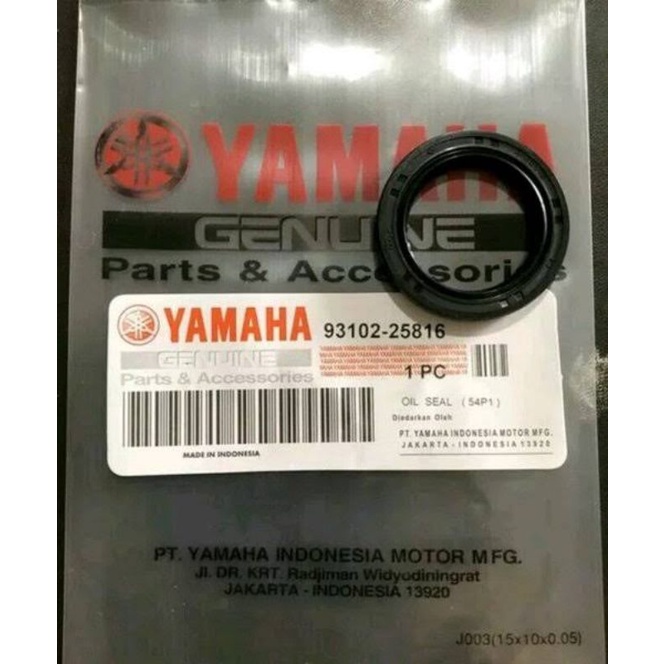 YAMAHA
GENUINE
Parts & Accessories
YAMAHA 93102-25816
GENUINE
Parts & Accessories
1 PC
OIL SEAL (54P1)
Diedarkan Oleh
PT. YAMAHA INDONESIA MOTOR MFG.
JAKARTA - INDONESIA 13920
MADE IN INDONESIA
PT. YAMAHA INDONESIA MOTOR MFG.
Jl. DR. KRT. Radjiman Widyodiningrat
JAKARTA - INDONESIA 13920
J003(15x10x0.05)